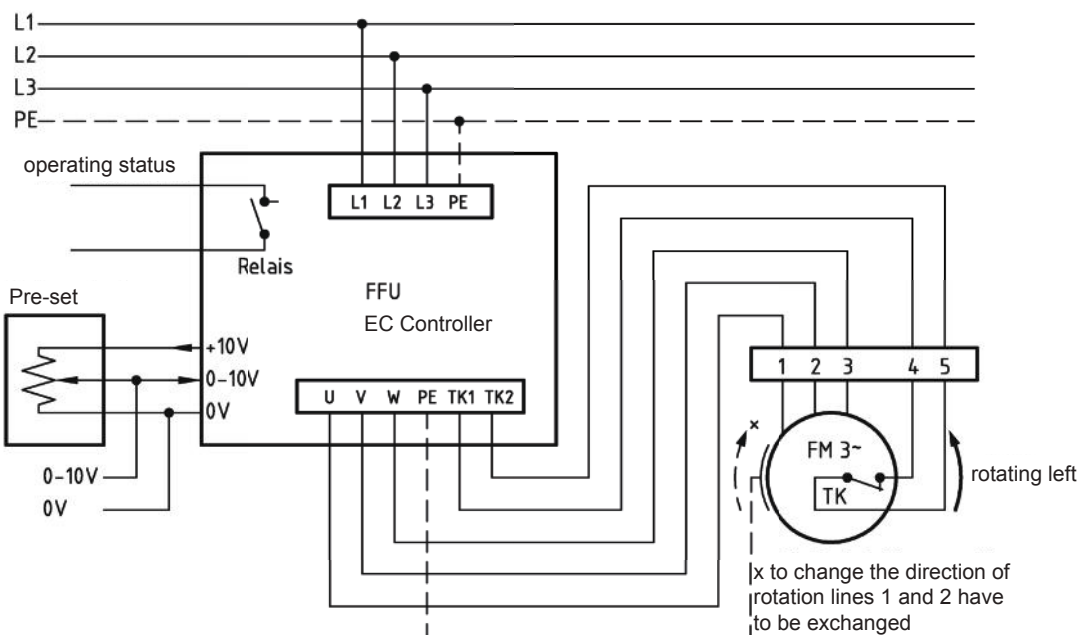 L1
L2
L3
PE
operating status
L1 L2 L3 PE
Relais
FFU
EC Controller
Pre-set
+10V
0-10V
0V
U V W PE TK1 TK2
0-10V
0V
1 2 3 4 5
x
FM 3~
TK
rotating left
x to change the direction of
rotation lines 1 and 2 have
to be exchanged